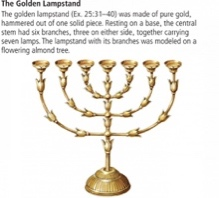 The Golden Lampstand
The golden lampstand (Ex. 25:31–40) was made of pure gold,
hammered out of one solid piece. Resting on a base, the central
stem had six branches, three on either side, together carrying
seven lamps. The lampstand with its branches was modeled on a
flowering almond tree.